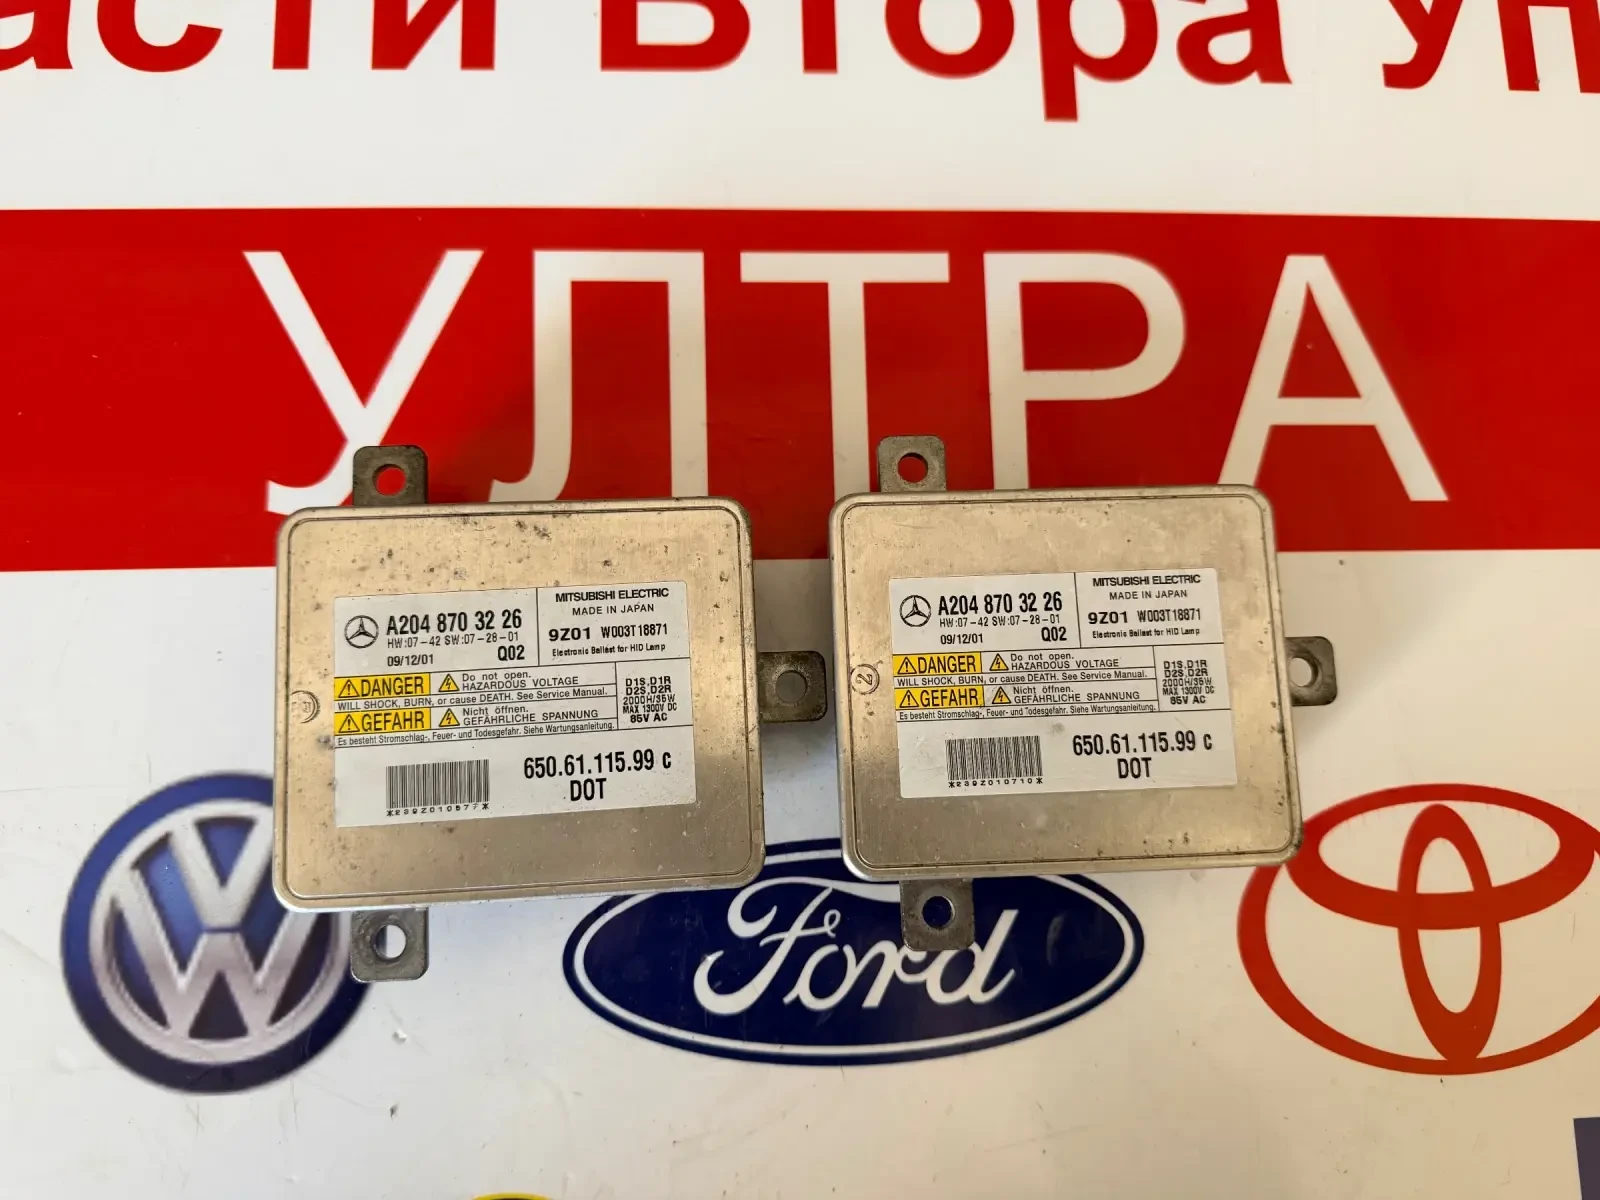 асти Втора Уп
УЛТРА
A204 870 32 26
HW:07-42 SW:07-28-01
09/12/01 Q02
MITSUBISHI ELECTRIC
MADE IN JAPAN
9Z01 W003T18871
Electronic Ballast for HID Lamp
DANGER Do not open.
HAZARDOUS VOLTAGE
WILL SHOCK, BURN, or cause DEATH. See Service Manual.
GEFAHR Nicht öffnen.
GEFÄHRLICHE SPANNUNG
Es besteht Stromschlag-, Feuer- und Todesgefahr. Siehe Wartungsanleitung.
D1S,D1R
D2S,D2R
2000H/35W
MAX 1300V DC
85V AC
650.61.115.99 c
DOT
*239Z010577*
A204 870 32 26
HW:07-42 SW:07-28-01
09/12/01 Q02
MITSUBISHI ELECTRIC
MADE IN JAPAN
9Z01 W003T18871
Electronic Ballast for HID Lamp
DANGER Do not open.
HAZARDOUS VOLTAGE
WILL SHOCK, BURN, or cause DEATH. See Service Manual.
GEFAHR Nicht öffnen.
GEFÄHRLICHE SPANNUNG
Es besteht Stromschlag-, Feuer- und Todesgefahr. Siehe Wartungsanleitung.
D1S,D1R
D2S,D2R
2000H/35W
MAX 1300V DC
85V AC
2
650.61.115.99 c
DOT
*239Z010710*
VW
Ford